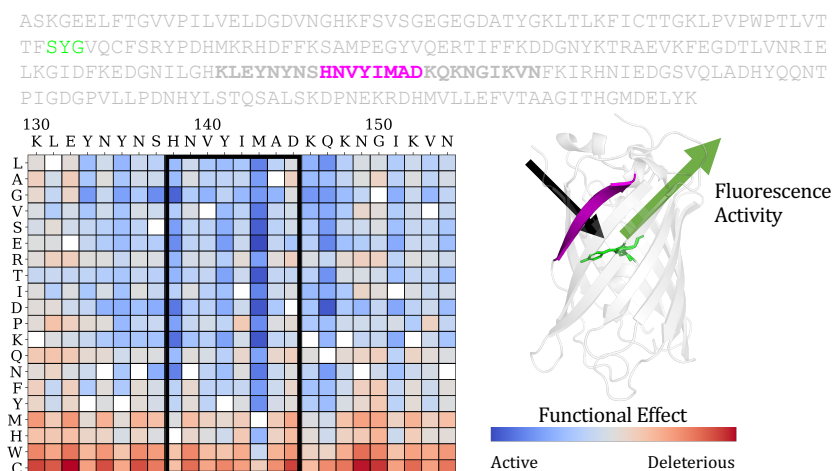 ASKGEELFTGVVPILVELDGDVNGHKFSVSGEGEGDATYGKLTLKFICTTGKLPVPWPTLVT
TFSYGVQCFSRYPDHMKRHDFFKSAMPEGYVQERTIFFKDDGNYKTRAEVKFEGDTLVNRIE
LKGIDFKEDGNILGHKLEYNYNSHNVYIMADKQKNGIKVNFKIRHNIEDGSVQLADHYQQNT
PIGDGPVLLPDNHYLSTQSALSKDPNEKRDHMVLLEFVTAAGITHGMDELYK
130 140 150
K L E Y N Y N S H N V Y I M A D K Q K N G I K V N
L
A
G
V
S
E
R
T
I
D
P
K
Q
N
F
Y
M
H
W
C
Fluorescence
Activity
Functional Effect
Active Deleterious